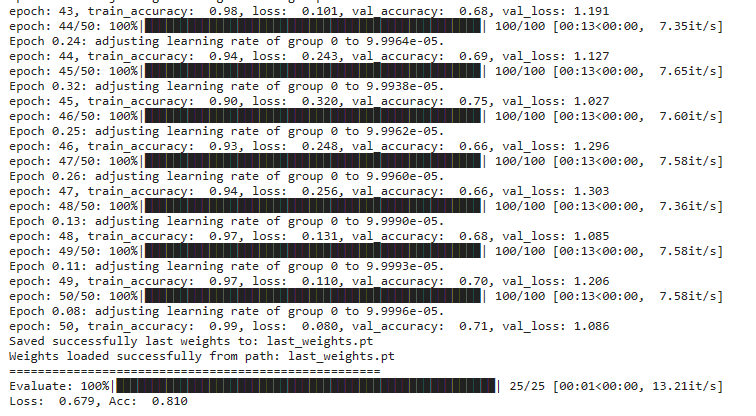 epoch: 43, train_accuracy:  0.98, loss:  0.101, val_accuracy:  0.68, val_loss: 1.191
epoch: 44/50: 100%| | 100/100 [00:13<00:00,  7.35it/s]
Epoch 0.24: adjusting learning rate of group 0 to 9.9964e-05.
epoch: 44, train_accuracy:  0.94, loss:  0.243, val_accuracy:  0.69, val_loss: 1.127
epoch: 45/50: 100%| | 100/100 [00:13<00:00,  7.65it/s]
Epoch 0.32: adjusting learning rate of group 0 to 9.9938e-05.
epoch: 45, train_accuracy:  0.90, loss:  0.320, val_accuracy:  0.75, val_loss: 1.027
epoch: 46/50: 100%| | 100/100 [00:13<00:00,  7.60it/s]
Epoch 0.25: adjusting learning rate of group 0 to 9.9962e-05.
epoch: 46, train_accuracy:  0.93, loss:  0.248, val_accuracy:  0.66, val_loss: 1.296
epoch: 47/50: 100%| | 100/100 [00:13<00:00,  7.58it/s]
Epoch 0.26: adjusting learning rate of group 0 to 9.9960e-05.
epoch: 47, train_accuracy:  0.94, loss:  0.256, val_accuracy:  0.66, val_loss: 1.303
epoch: 48/50: 100%| | 100/100 [00:13<00:00,  7.36it/s]
Epoch 0.13: adjusting learning rate of group 0 to 9.9990e-05.
epoch: 48, train_accuracy:  0.97, loss:  0.131, val_accuracy:  0.68, val_loss: 1.085
epoch: 49/50: 100%| | 100/100 [00:13<00:00,  7.58it/s]
Epoch 0.11: adjusting learning rate of group 0 to 9.9993e-05.
epoch: 49, train_accuracy:  0.97, loss:  0.110, val_accuracy:  0.70, val_loss: 1.206
epoch: 50/50: 100%| | 100/100 [00:13<00:00,  7.58it/s]
Epoch 0.08: adjusting learning rate of group 0 to 9.9996e-05.
epoch: 50, train_accuracy:  0.99, loss:  0.080, val_accuracy:  0.71, val_loss: 1.086
Saved successfully last weights to: last_weights.pt
Weights loaded successfully from path: last_weights.pt
==================================================
Evaluate: 100%| | 25/25 [00:01<00:00, 13.21it/s]
Loss:  0.679, Acc:  0.810